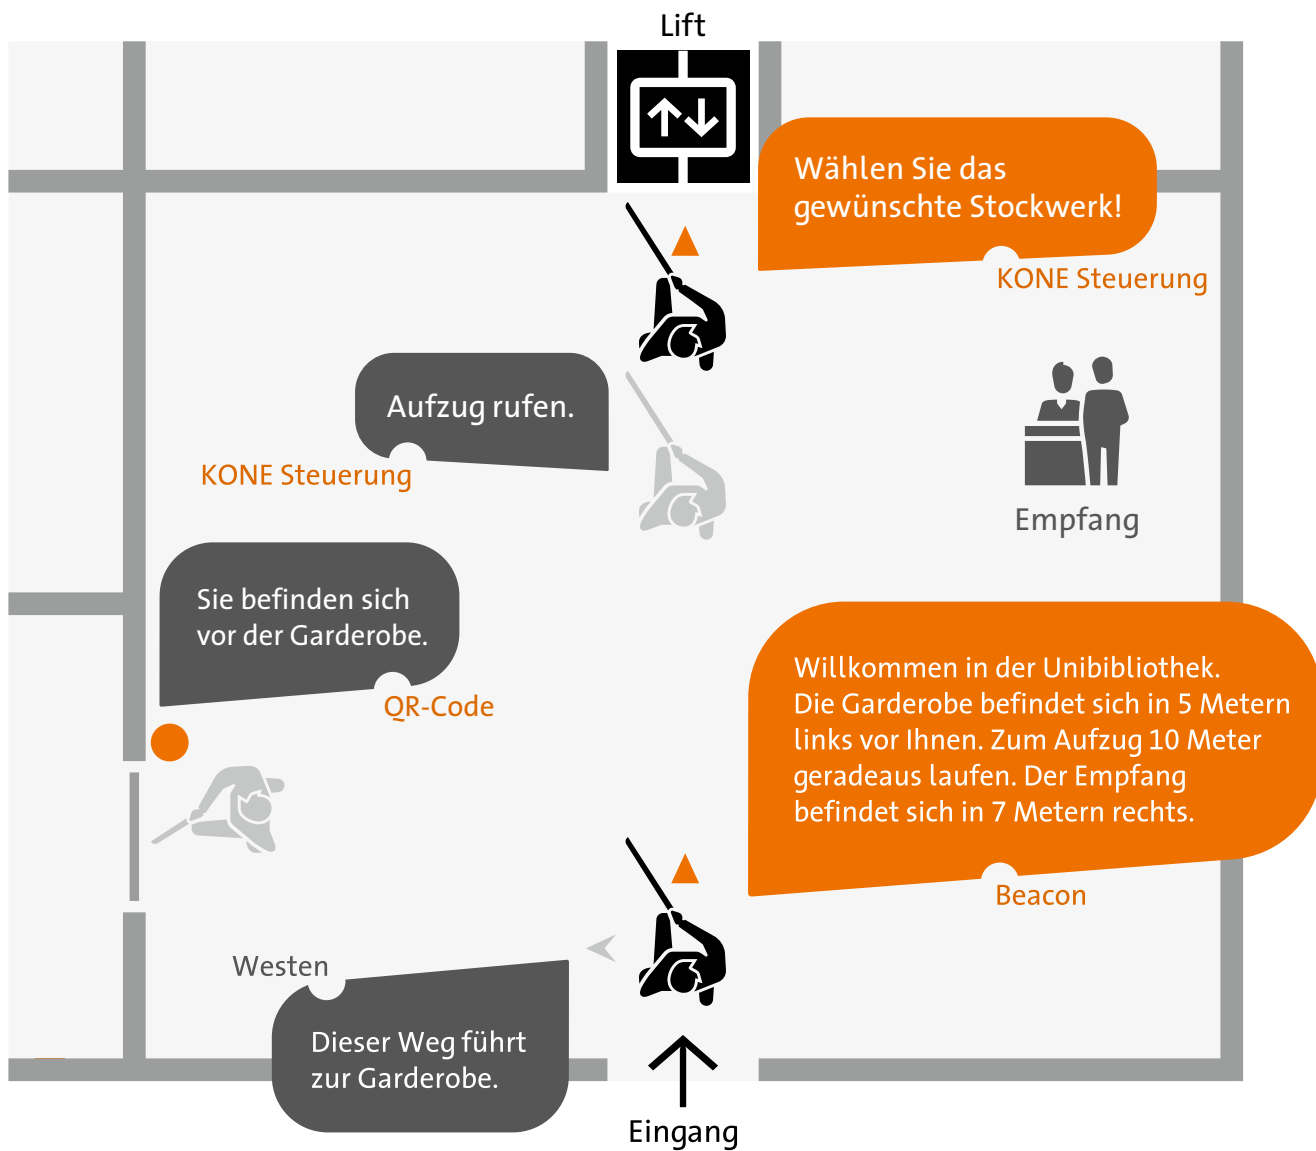 Lift
Wählen Sie das
gewünschte Stockwerk!
KONE Steuerung
Aufzug rufen.
KONE Steuerung
Empfang
Sie befinden sich
vor der Garderobe.
QR-Code
Willkommen in der Unibibliothek.
Die Garderobe befindet sich in 5 Metern
links vor Ihnen. Zum Aufzug 10 Meter
geradeaus laufen. Der Empfang
befindet sich in 7 Metern rechts.
Beacon
Westen
Dieser Weg führt
zur Garderobe.
Eingang